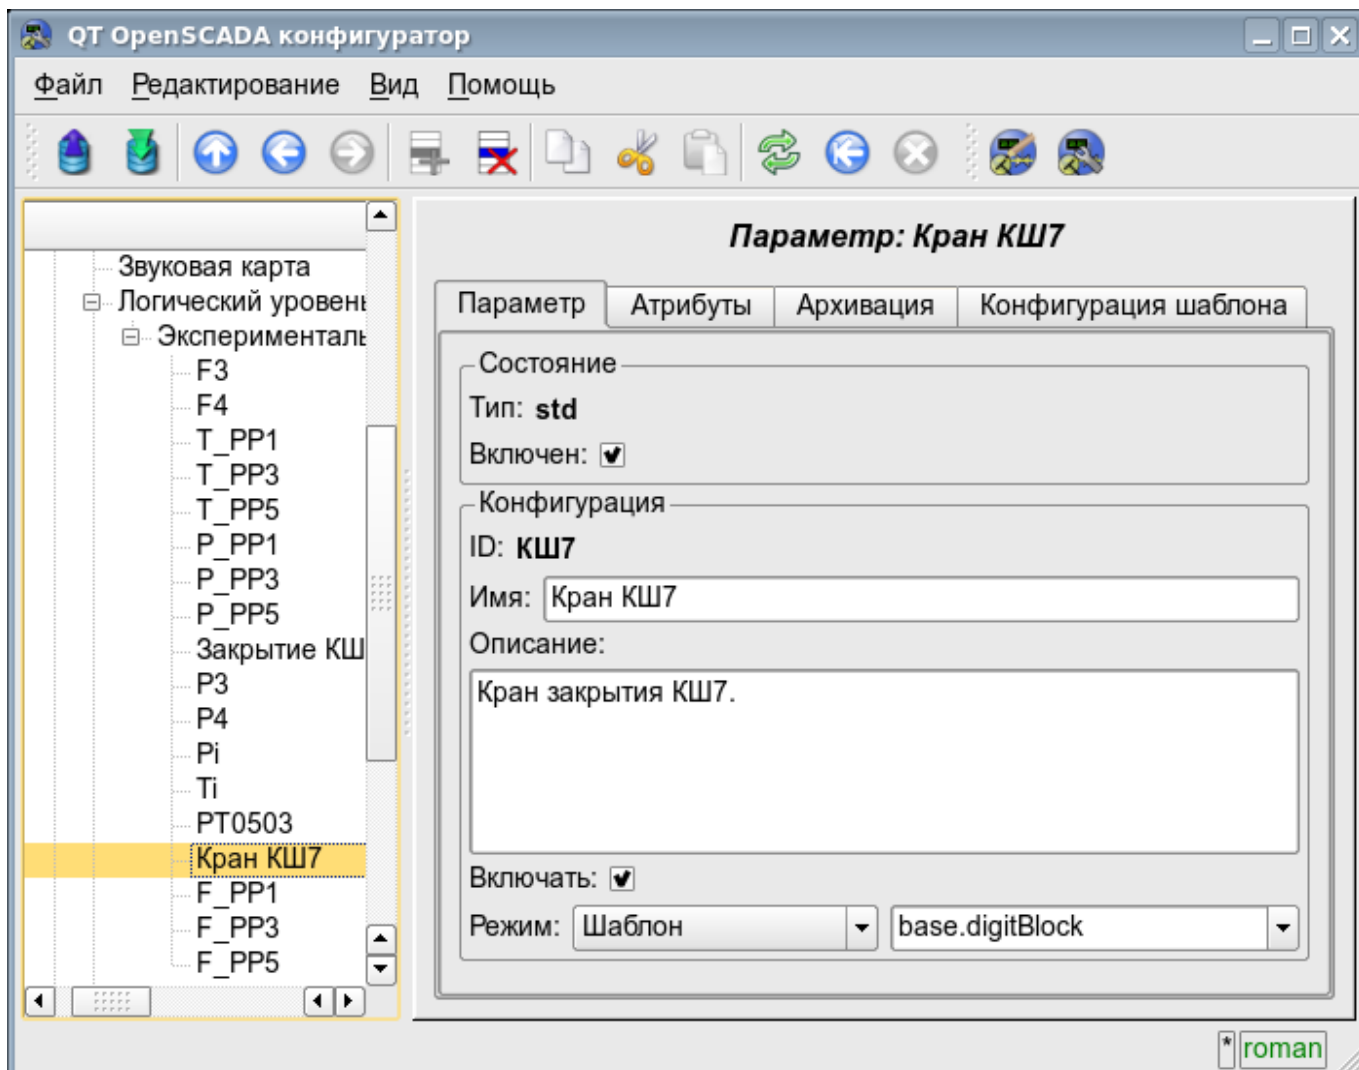 QT OpenSCADA конфигуратор
Файл Редактирование Вид Помощь
Звуковая карта
Логический уровень
Эксперименталь
F3
F4
T_PP1
T_PP3
T_PP5
P_PP1
P_PP3
P_PP5
Закрытие КШ
P3
P4
Pi
Ti
PT0503
Кран КШ7
F_PP1
F_PP3
F_PP5
Параметр: Кран КШ7
Параметр Атрибуты Архивация Конфигурация шаблона
Состояние
Тип: std
Включен:
Конфигурация
ID: КШ7
Имя: Кран КШ7
Описание:
Кран закрытия КШ7.
Включать:
Режим: Шаблон base.digitBlock
* roman